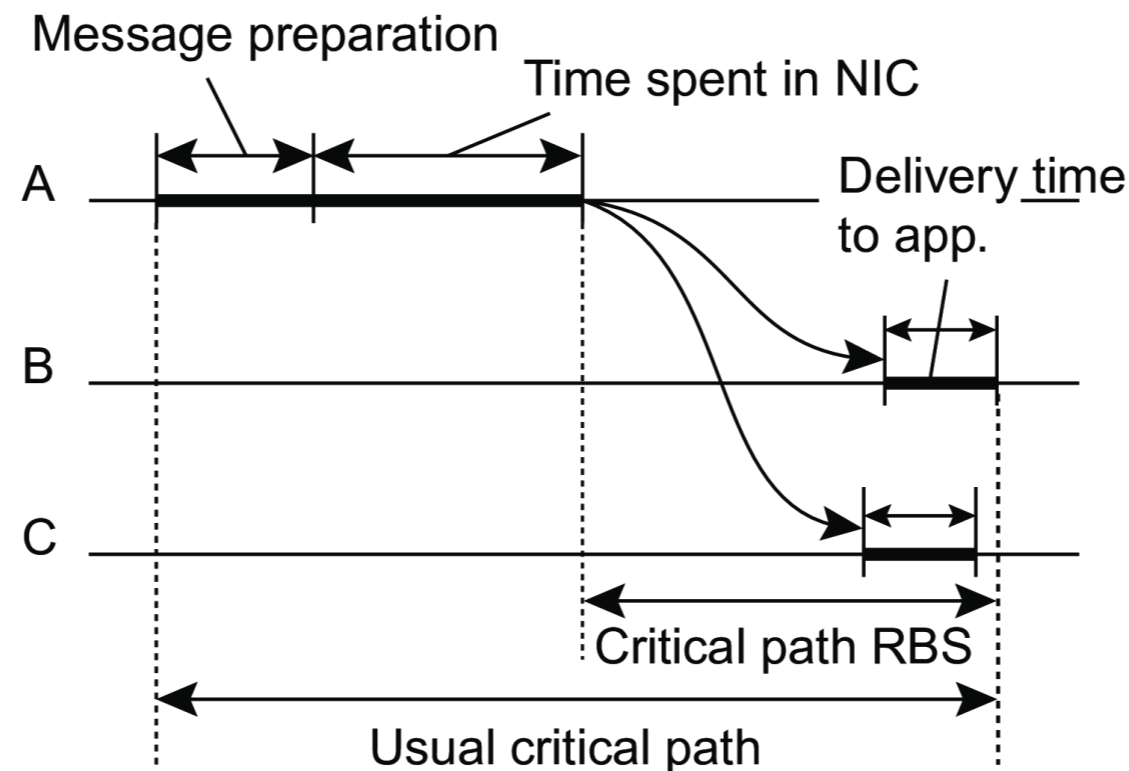 Message preparation
Time spent in NIC
A
Delivery time
to app.
B
C
Critical path RBS
Usual critical path